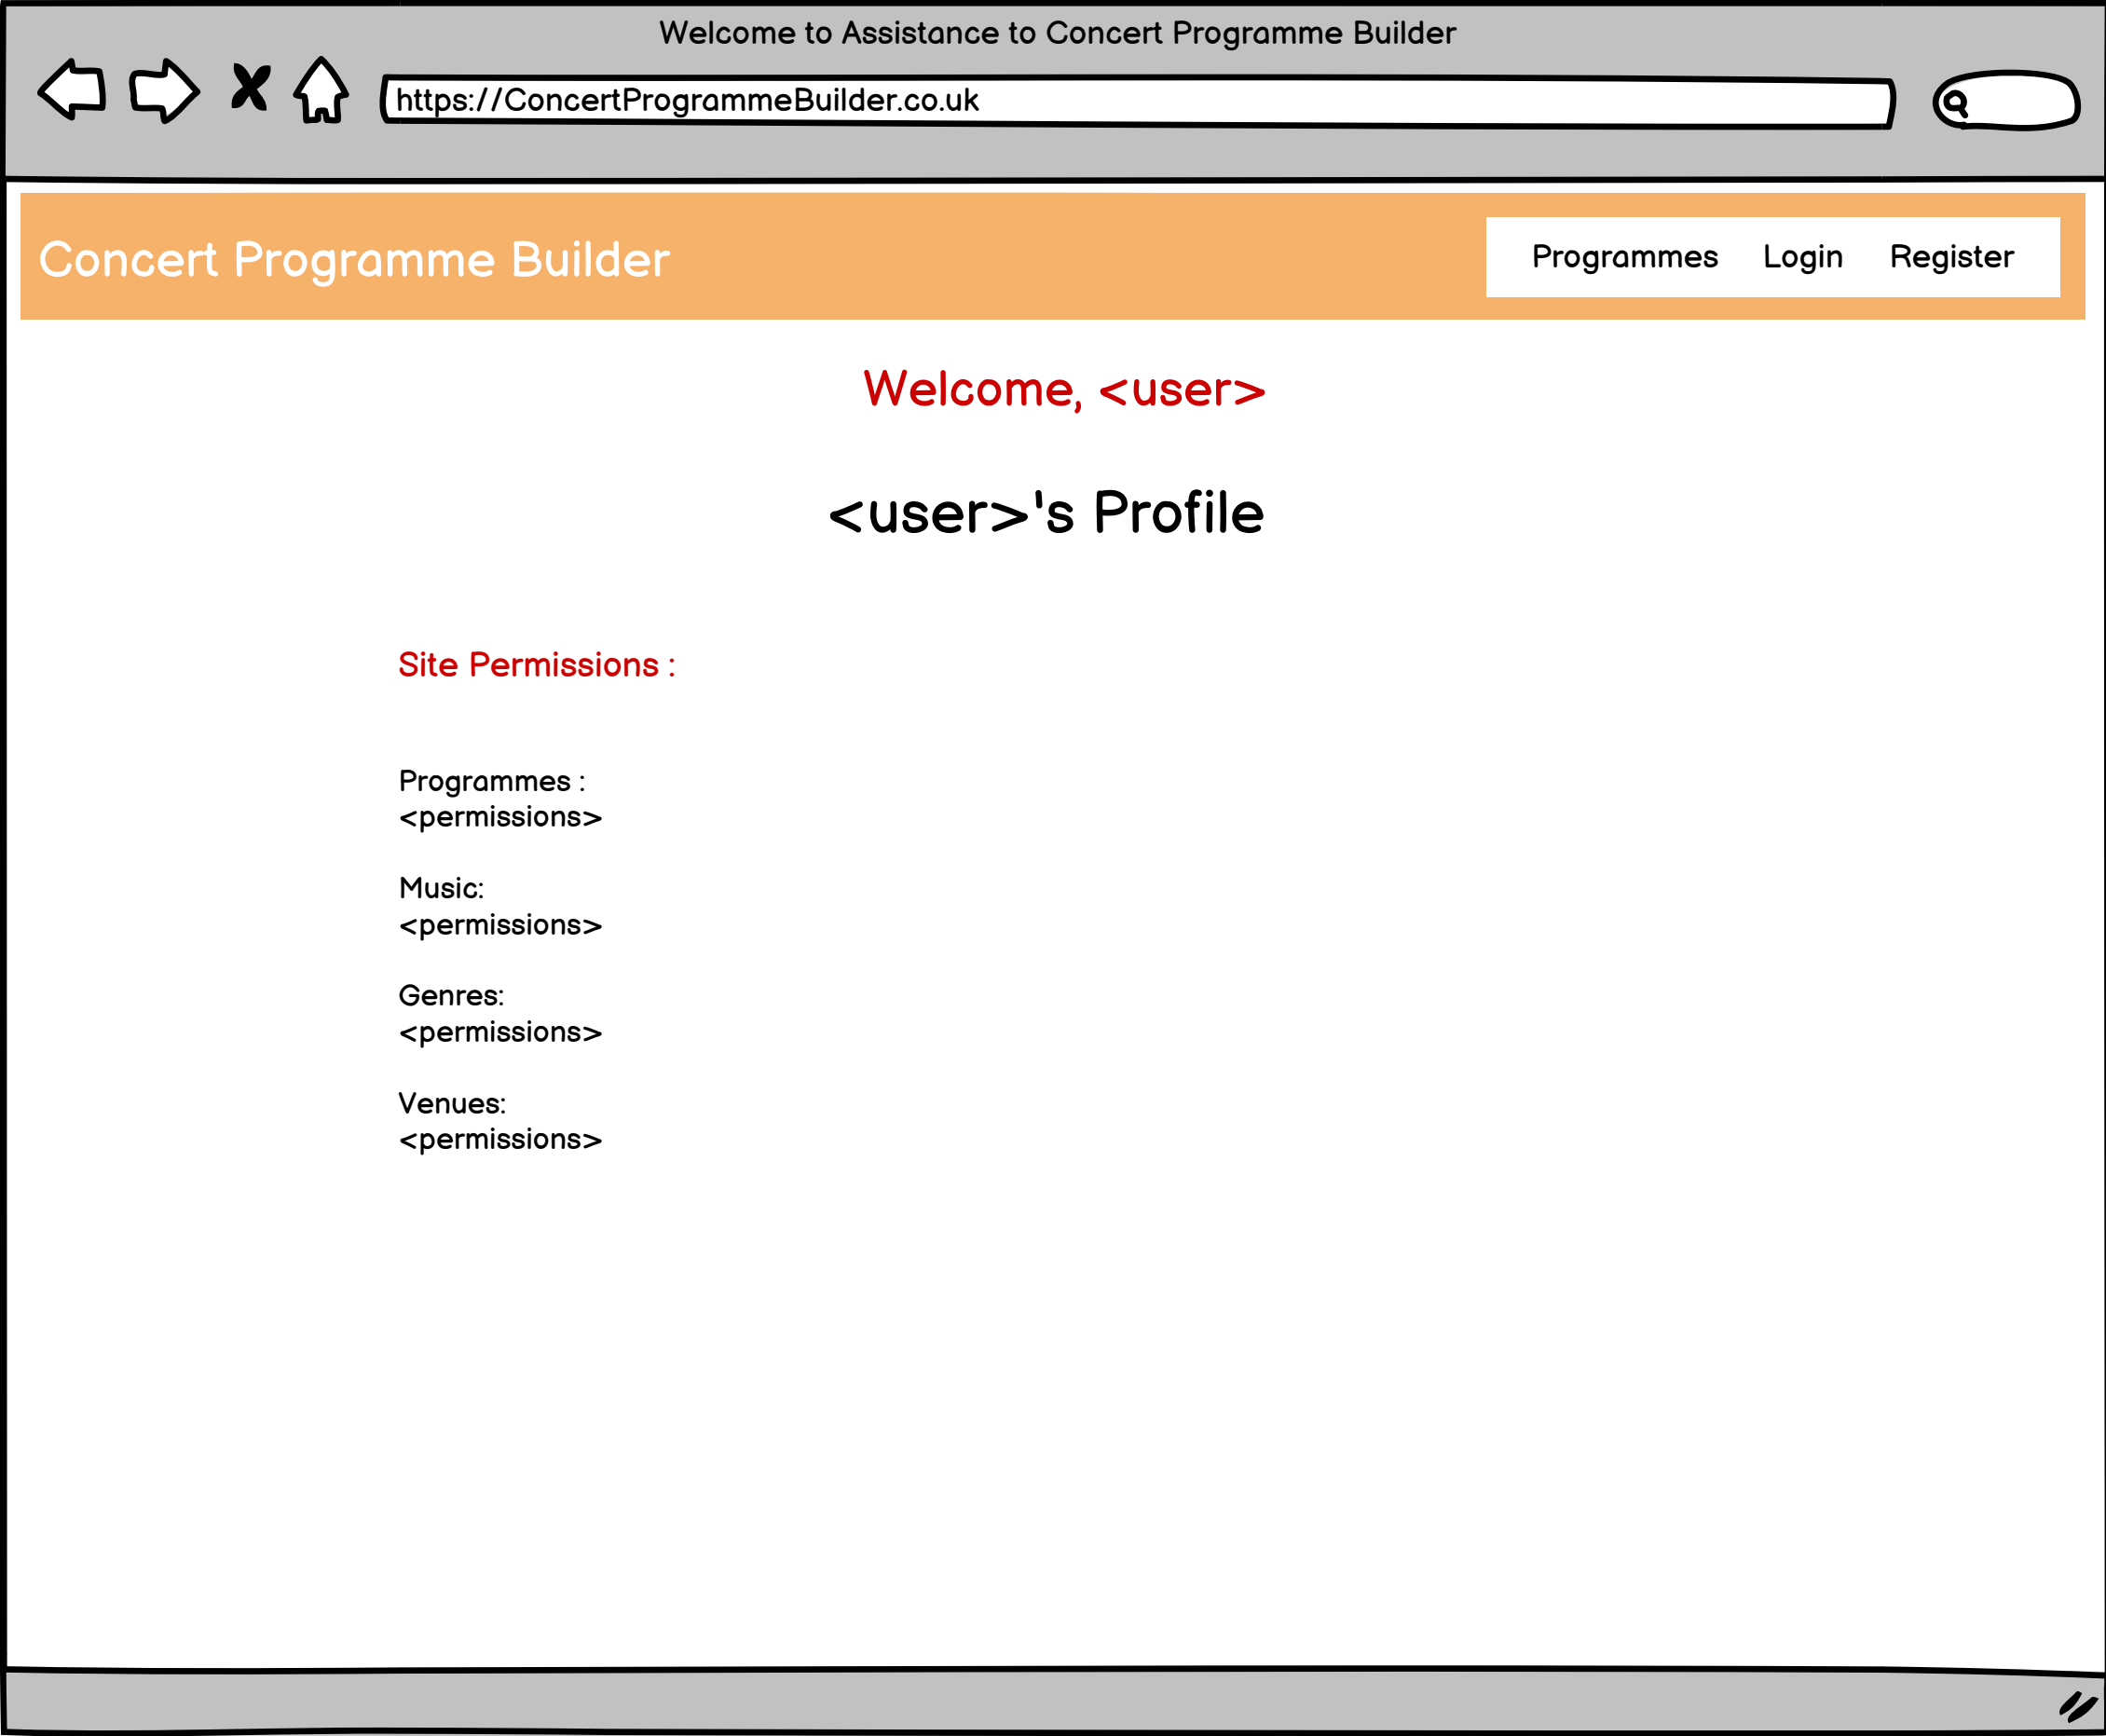 Welcome to Assistance to Concert Programme Builder
https://ConcertProgrammeBuilder.co.uk
Concert Programme Builder
Programmes Login Register
Welcome, <user>
<user>'s Profile
Site Permissions :
Programmes :
<permissions>
Music:
<permissions>
Genres:
<permissions>
Venues:
<permissions>